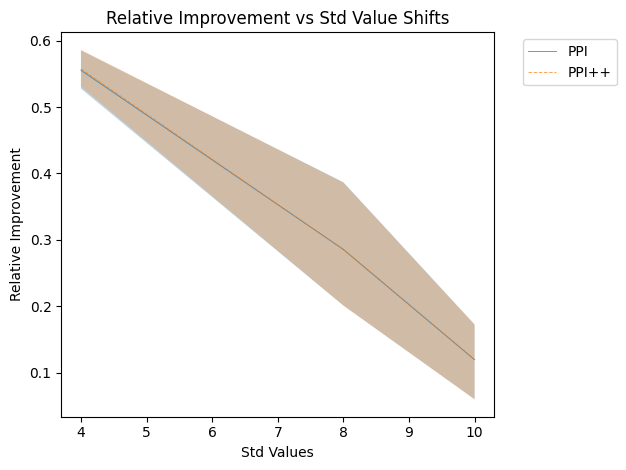 Relative Improvement vs Std Value Shifts
PPI
PPI++
Relative Improvement
0.6
0.5
0.4
0.3
0.2
0.1
4 5 6 7 8 9 10
Std Values